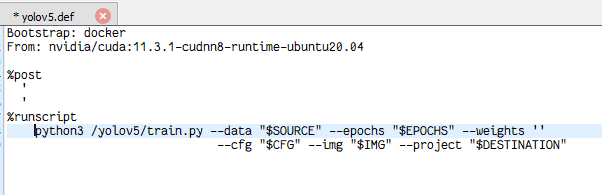 * yolov5.def
Bootstrap: docker
From: nvidia/cuda:11.3.1-cudnn8-runtime-ubuntu20.04

%post
  '
  '
%runscript
    python3 /yolov5/train.py --data "$SOURCE" --epochs "$EPOCHS" --weights ''
                             --cfg "$CFG" --img "$IMG" --project "$DESTINATION"